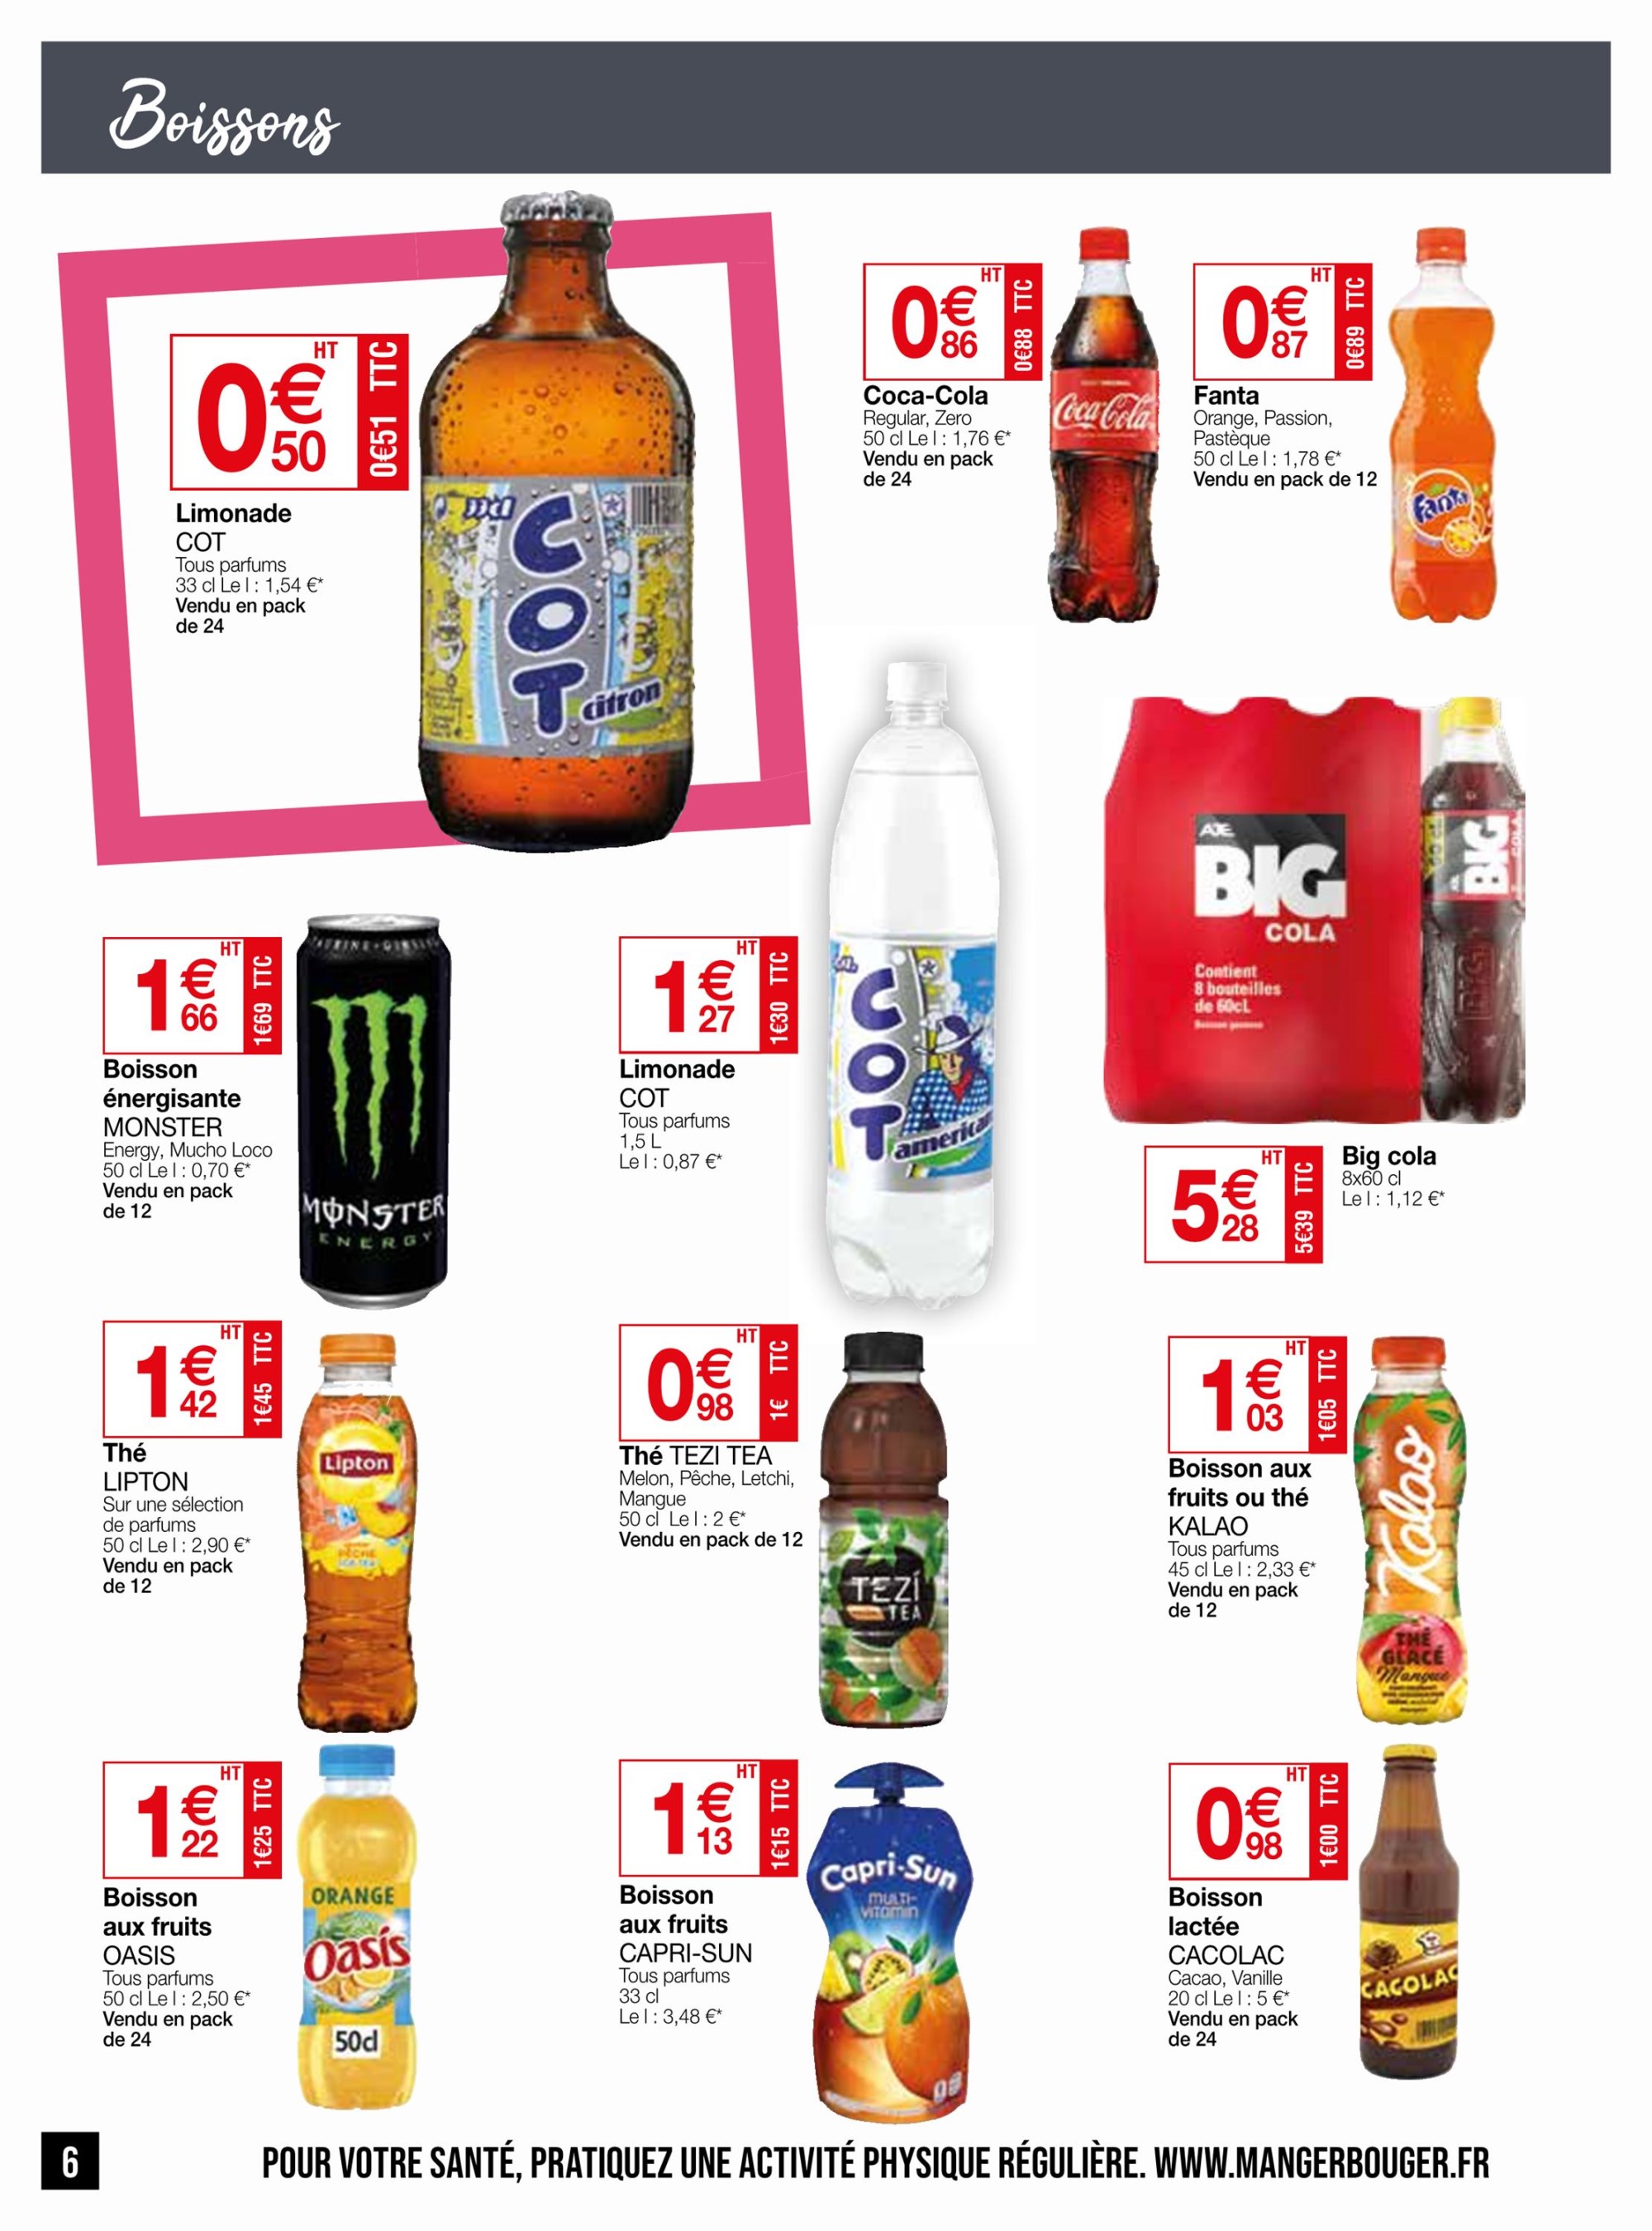 Boissons
HT
0€50
0€51 TTC
Limonade
COT
Tous parfums
33 cl Le l : 1,54 €*
Vendu en pack
de 24
33cl
COT
citron
HT
0€86
0€88 TTC
Coca-Cola
Regular, Zero
50 cl Le l : 1,76 €*
Vendu en pack
de 24
Coca-Cola
HT
0€87
0€89 TTC
Fanta
Orange, Passion,
Pastèque
50 cl Le l : 1,78 €*
Vendu en pack de 12
Fanta
HT
1€66
1€69 TTC
Boisson
énergisante
MONSTER
Energy, Mucho Loco
50 cl Le l : 0,70 €*
Vendu en pack
de 12
MONSTER
ENERGY
HT
1€27
1€30 TTC
Limonade
COT
Tous parfums
1,5 L
Le l : 0,87 €*
COT
american
AJE
BIG
COLA
Contient
8 bouteilles
de 60cL
Boisson gazeuse
BIG
COLA
HT
5€28
5€39 TTC
Big cola
8x60 cl
Le l : 1,12 €*
HT
1€42
1€45 TTC
Thé
LIPTON
Sur une sélection
de parfums
50 cl Le l : 2,90 €*
Vendu en pack
de 12
Lipton
PÊCHE
ICE TEA
HT
0€98
1€ TTC
Thé TEZI TEA
Melon, Pêche, Letchi,
Mangue
50 cl Le l : 2 €*
Vendu en pack de 12
TEZÍ
TEA
HT
1€03
1€05 TTC
Boisson aux
fruits ou thé
KALAO
Tous parfums
45 cl Le l : 2,33 €*
Vendu en pack
de 12
Kalao
THÉ
GLACÉ
Mangue
HT
1€22
1€25 TTC
Boisson
aux fruits
OASIS
Tous parfums
50 cl Le l : 2,50 €*
Vendu en pack
de 24
ORANGE
Oasis
50cl
HT
1€13
1€15 TTC
Boisson
aux fruits
CAPRI-SUN
Tous parfums
33 cl
Le l : 3,48 €*
Capri-Sun
MULTI-
VITAMIN
HT
0€98
1€00 TTC
Boisson
lactée
CACOLAC
Cacao, Vanille
20 cl Le l : 5 €*
Vendu en pack
de 24
CACOLAC
6
POUR VOTRE SANTÉ, PRATIQUEZ UNE ACTIVITÉ PHYSIQUE RÉGULIÈRE. WWW.MANGERBOUGER.FR